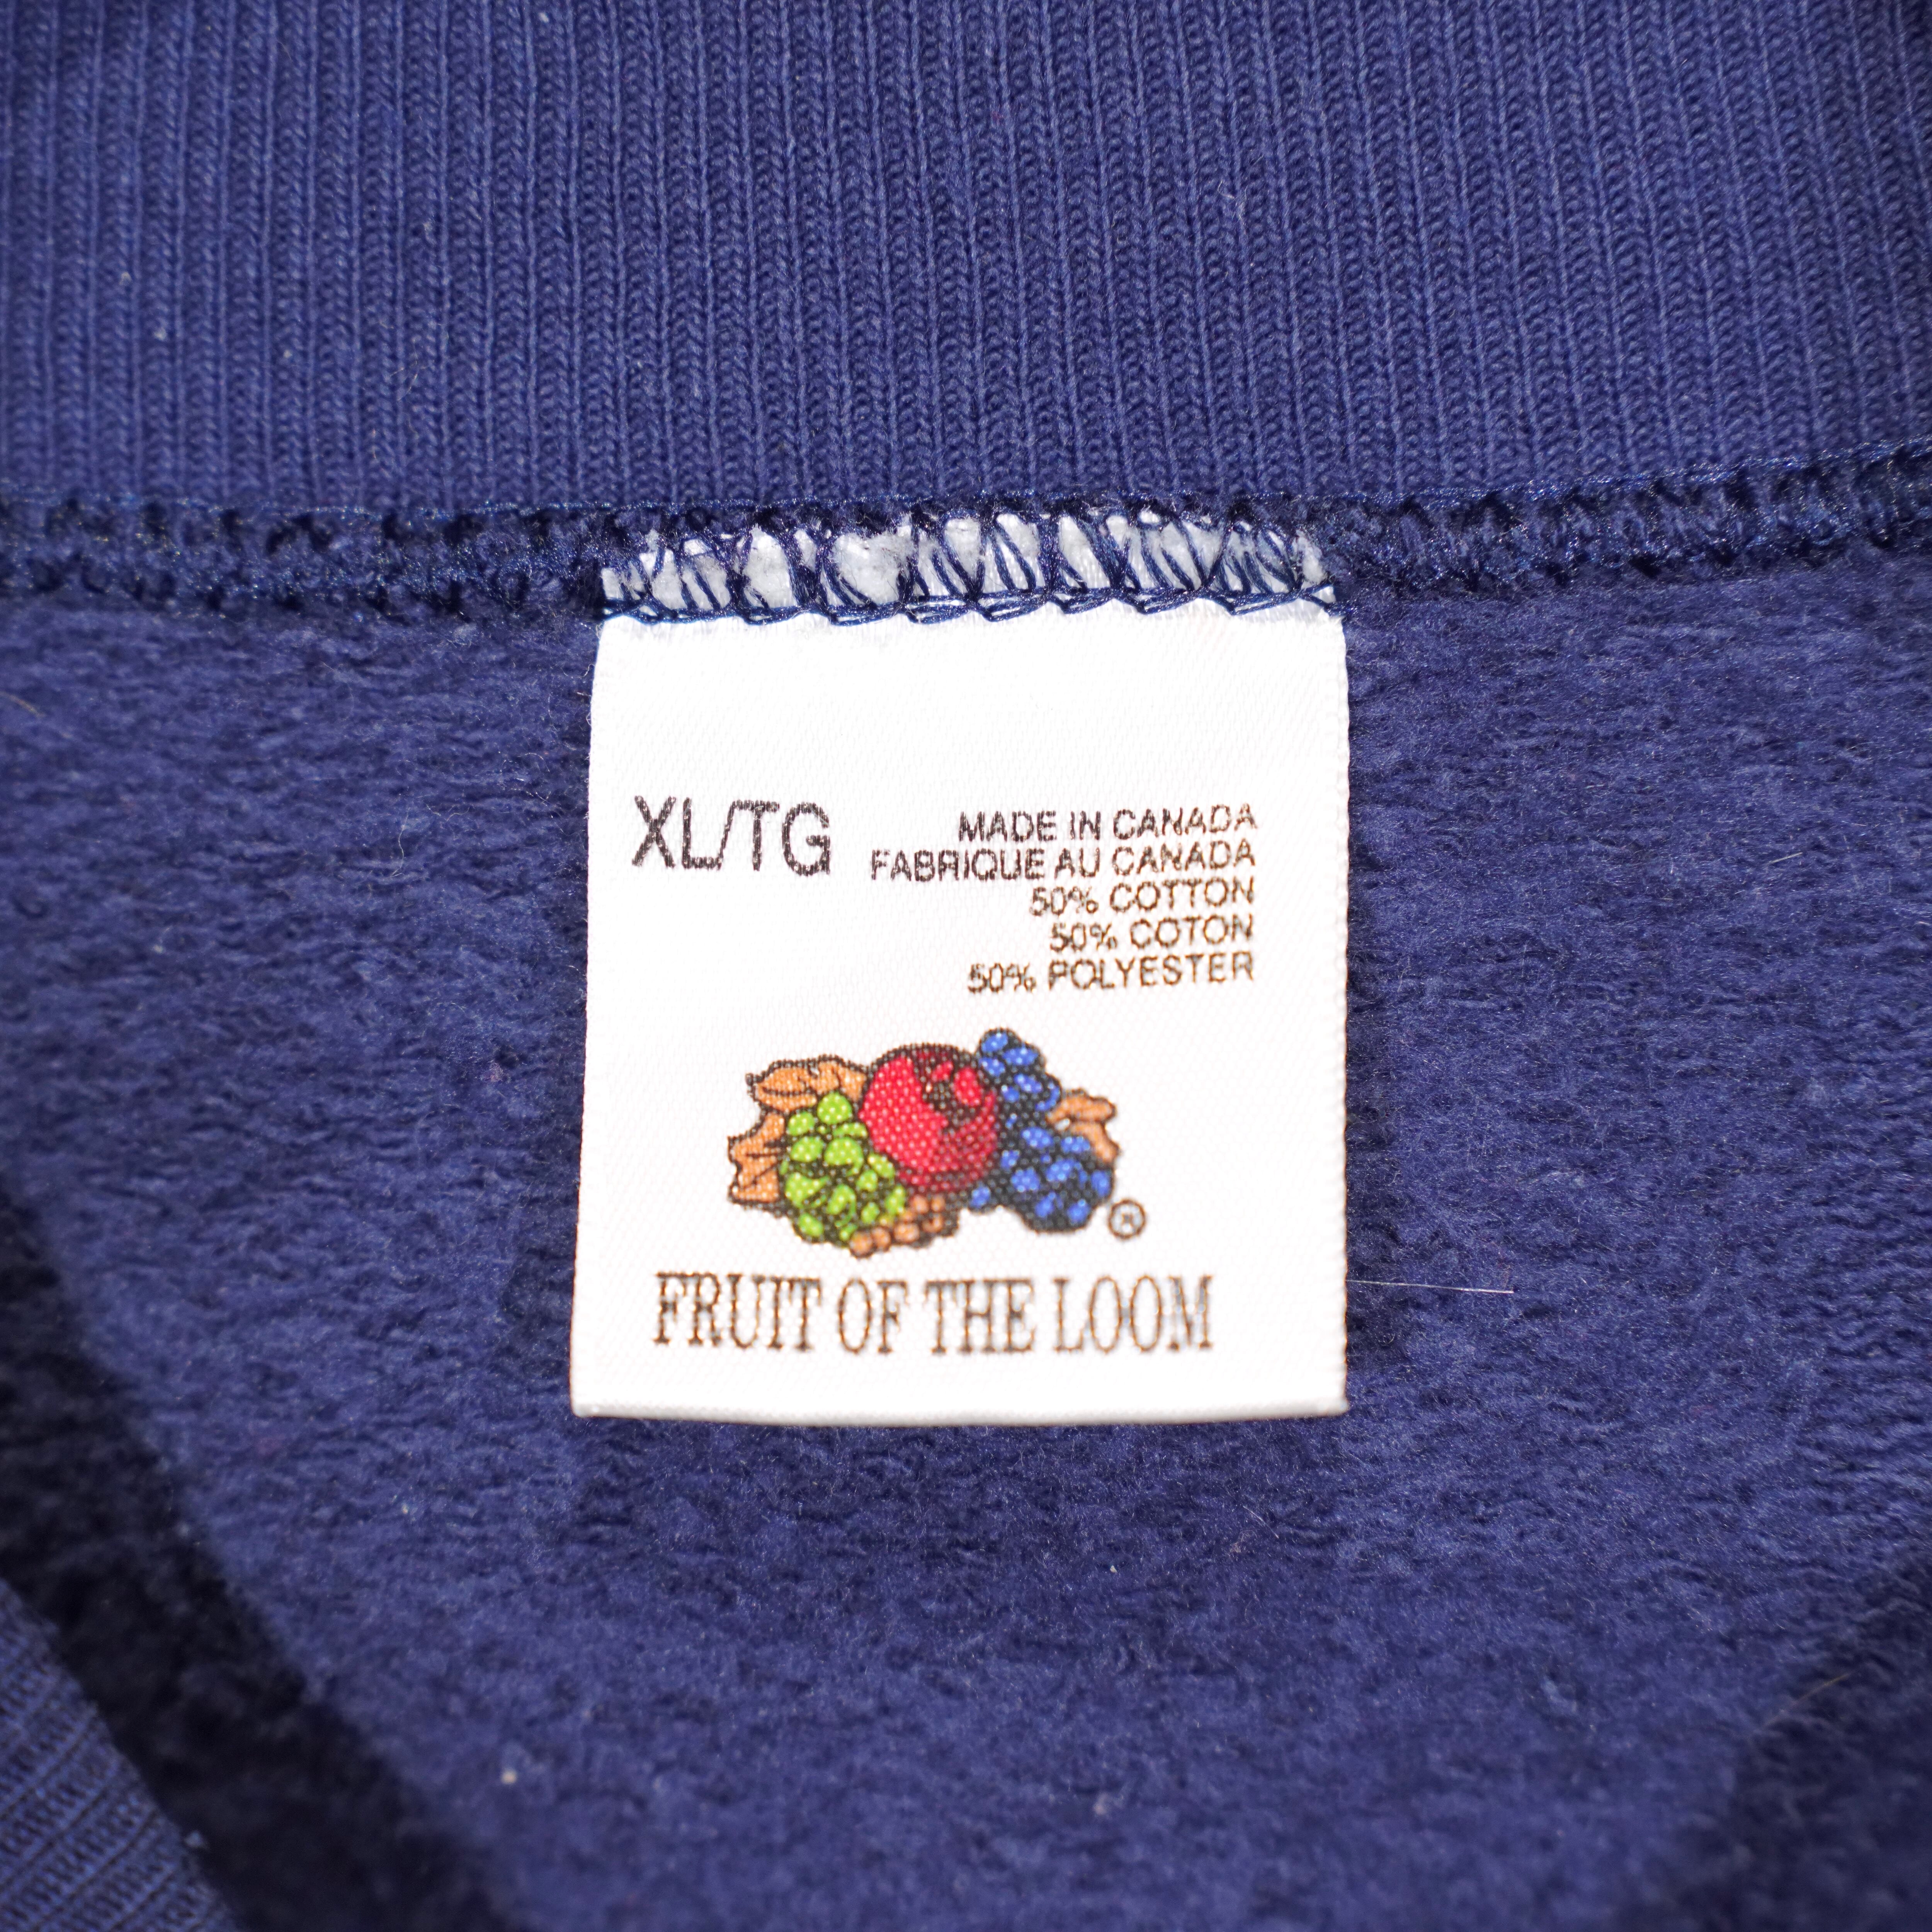 XL/TG
MADE IN CANADA
FABRIQUE AU CANADA
50% COTTON
50% COTON
50% POLYESTER
®
FRUIT OF THE LOOM